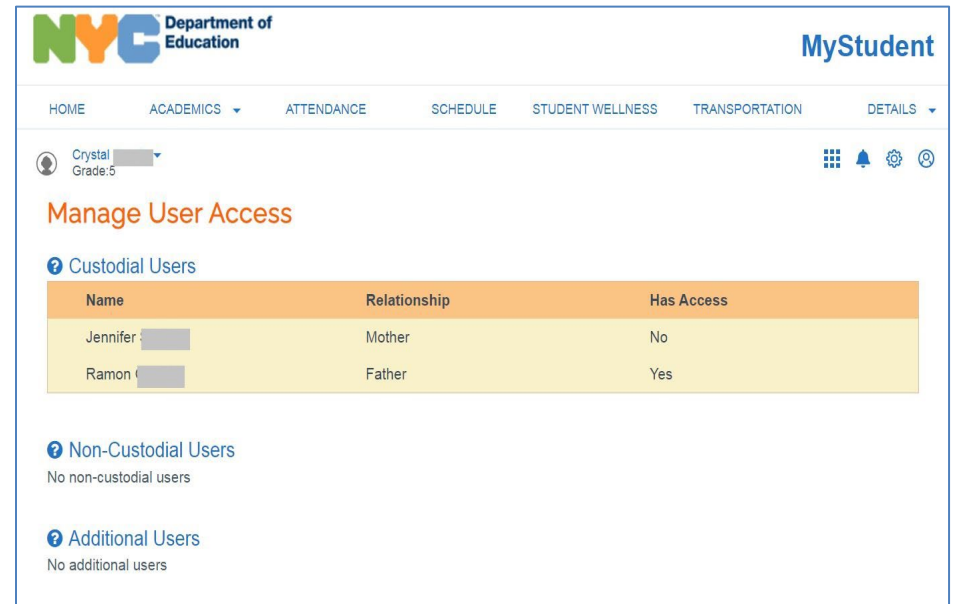 NYC Department of
Education
MyStudent
HOME ACADEMICS ATTENDANCE SCHEDULE STUDENT WELLNESS TRANSPORTATION DETAILS
Crystal
Grade:5
Manage User Access
? Custodial Users
Name Relationship Has Access
Jennifer Mother No
Ramon Father Yes
? Non-Custodial Users
No non-custodial users
? Additional Users
No additional users